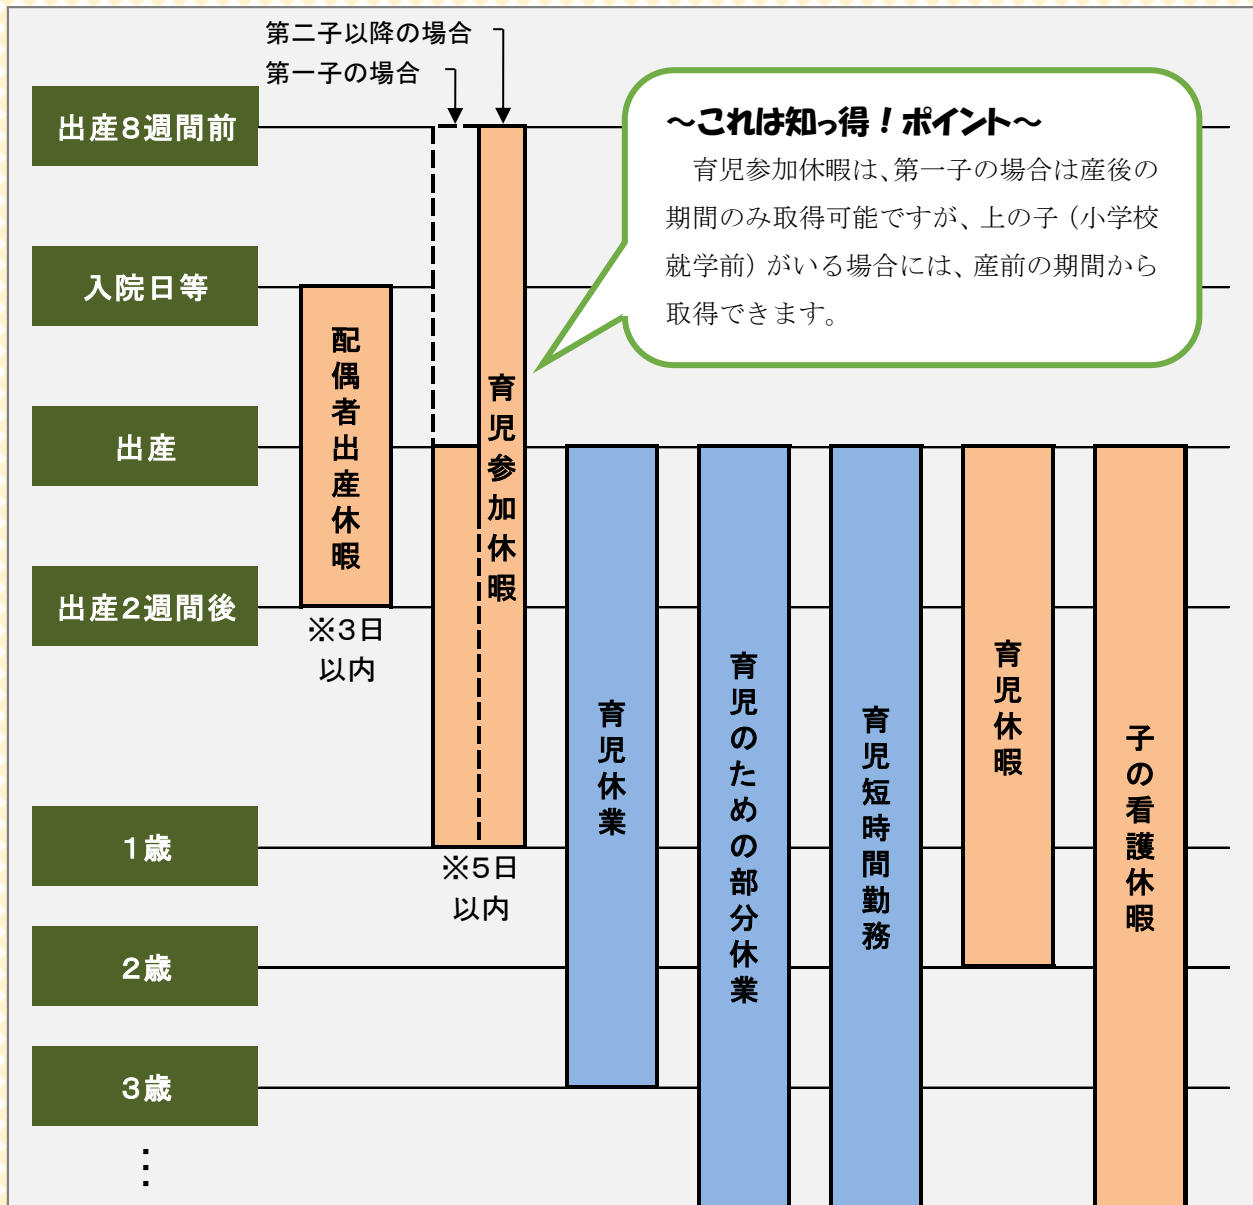 第二子以降の場合
第一子の場合
出産8週間前
～これは知っ得！ポイント～
育児参加休暇は、第一子の場合は産後の
期間のみ取得可能ですが、上の子（小学校
就学前）がいる場合には、産前の期間から
取得できます。
入院日等
出産
出産2週間後
1歳
2歳
3歳
⋮
配偶者出産休暇
※3日
以内
育児参加休暇
※5日
以内
育児休業
育児のための部分休業
育児短時間勤務
育児休暇
子の看護休暇